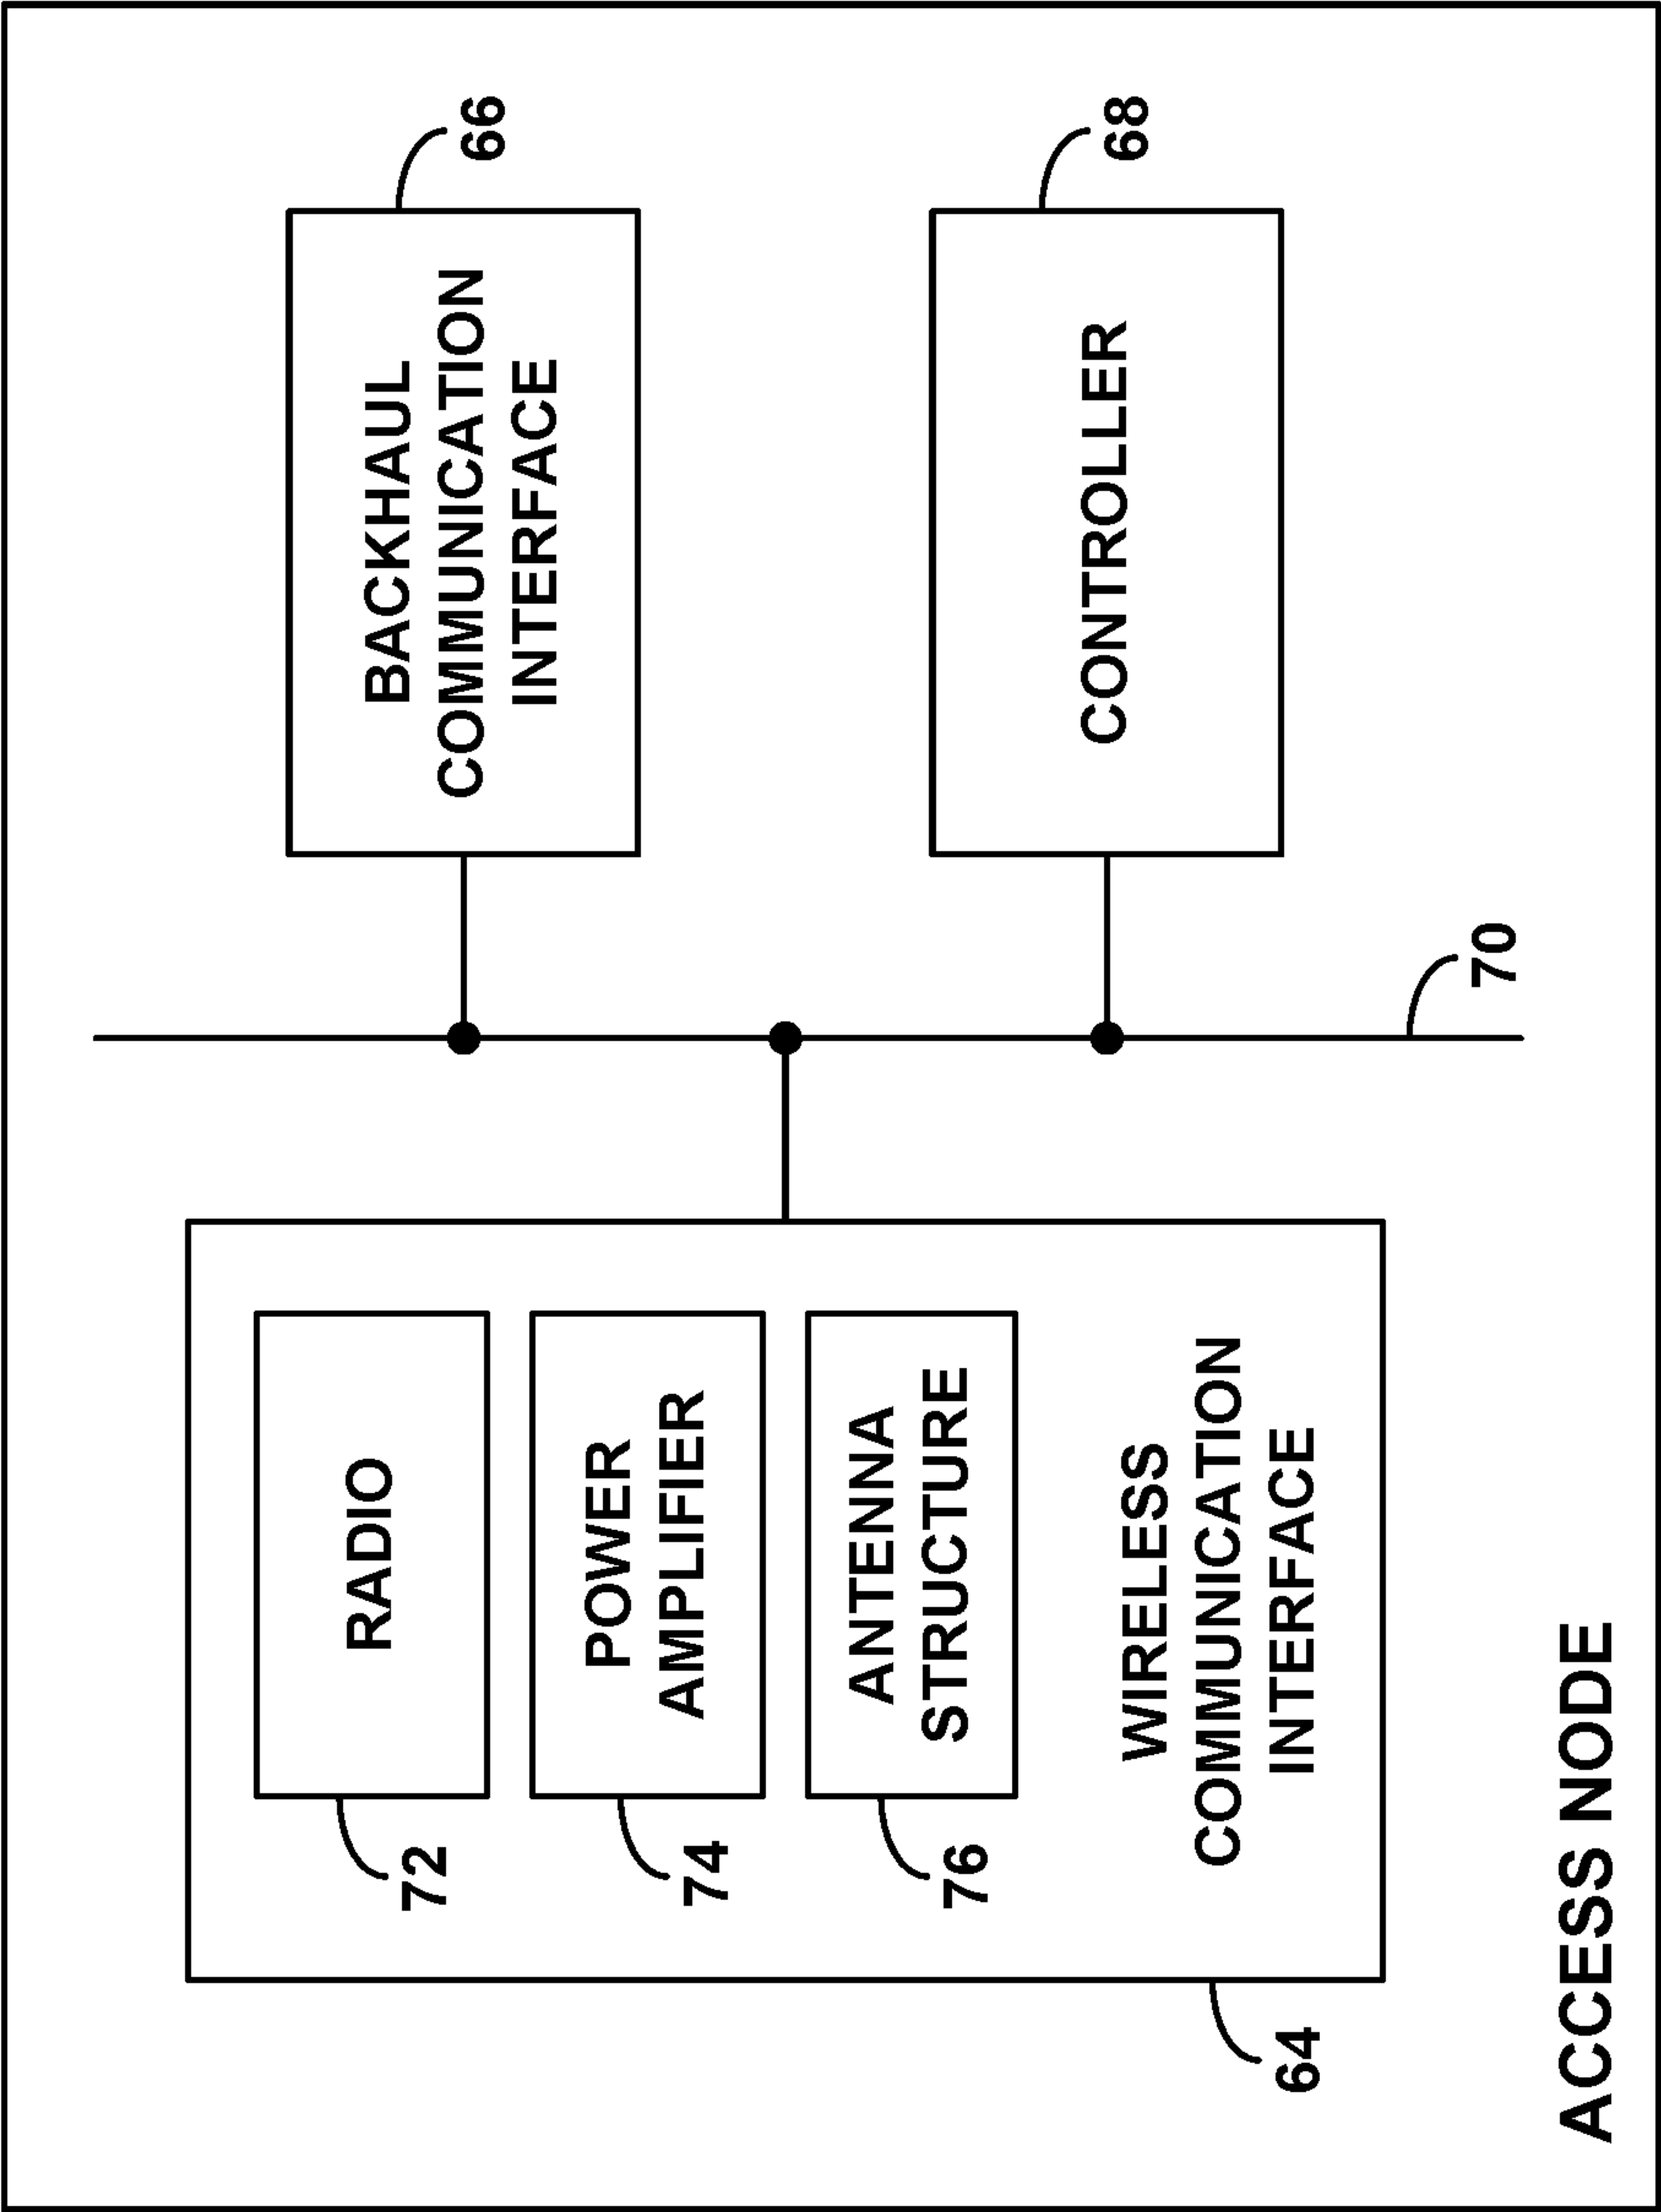 72
RADIO
74
POWER
AMPLIFIER
76
ANTENNA
STRUCTURE
WIRELESS
COMMUNICATION
INTERFACE
64
BACKHAUL
COMMUNICATION
INTERFACE
66
CONTROLLER
68
70
ACCESS NODE